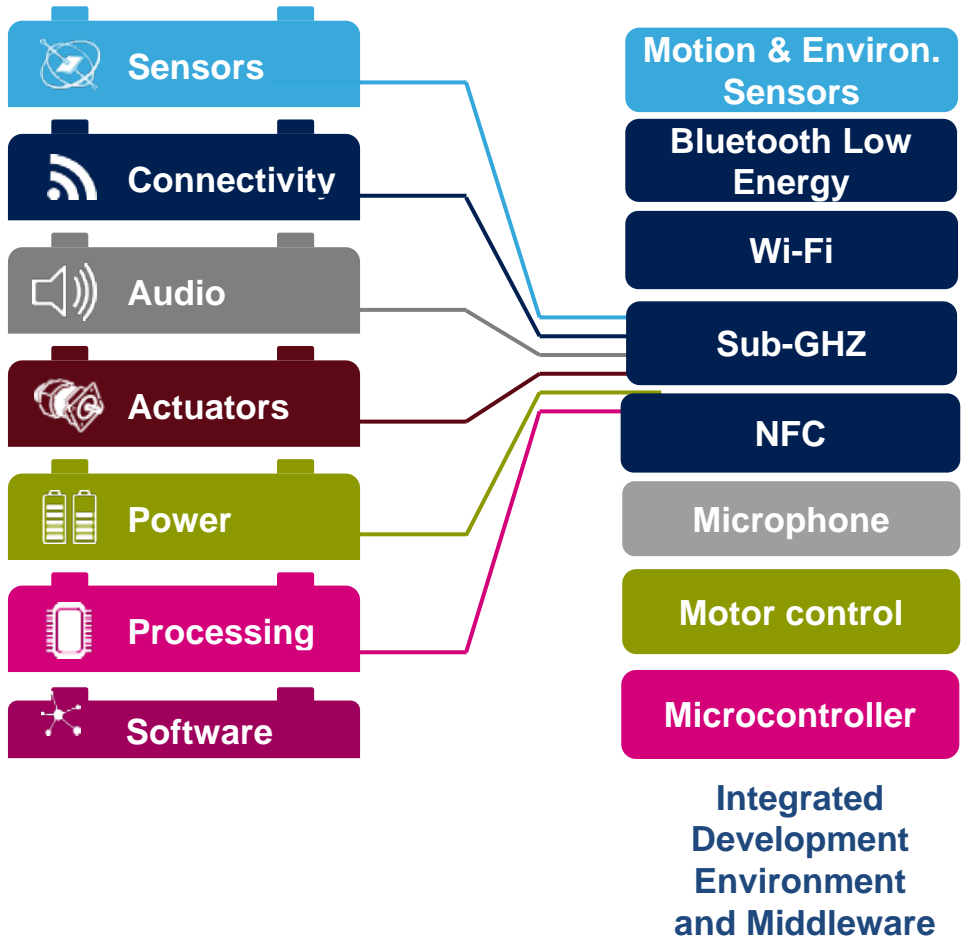 Sensors
Connectivity
Audio
Actuators
Power
Processing
Software
Motion & Environ.
Sensors
Bluetooth Low
Energy
Wi-Fi
Sub-GHZ
NFC
Microphone
Motor control
Microcontroller
Integrated
Development
Environment
and Middleware